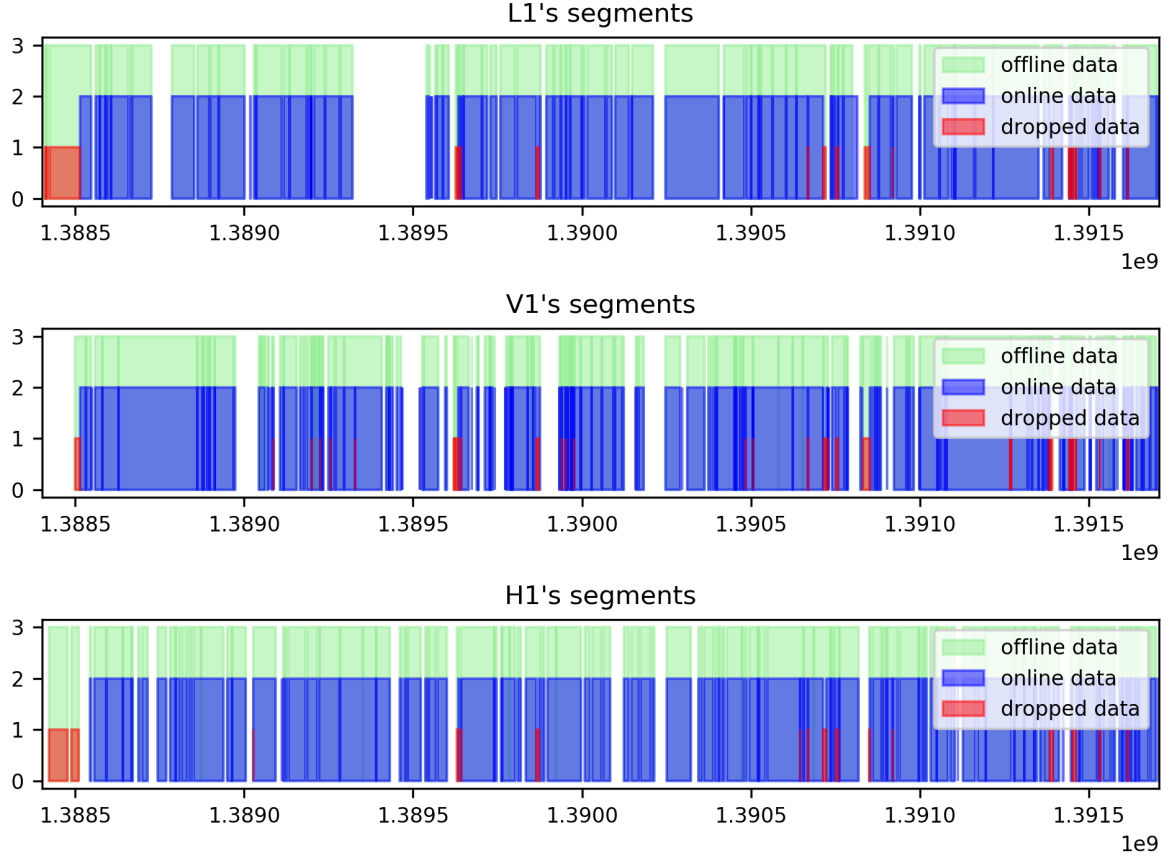 L1's segments
3
offline data
2
online data
1
dropped data
0
1.3885 1.3890 1.3895 1.3900 1.3905 1.3910 1.3915
1e9
V1's segments
3
offline data
2
online data
1
dropped data
0
1.3885 1.3890 1.3895 1.3900 1.3905 1.3910 1.3915
1e9
H1's segments
3
offline data
2
online data
1
dropped data
0
1.3885 1.3890 1.3895 1.3900 1.3905 1.3910 1.3915
1e9